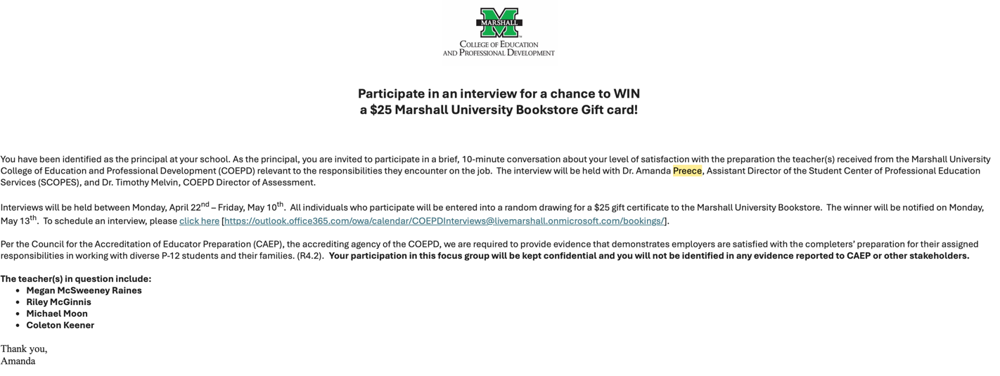 MARSHALL
COLLEGE OF EDUCATION
AND PROFESSIONAL DEVELOPMENT
Participate in an interview for a chance to WIN
a $25 Marshall University Bookstore Gift card!
You have been identified as the principal at your school. As the principal, you are invited to participate in a brief, 10-minute conversation about your level of satisfaction with the preparation the teacher(s) received from the Marshall University
College of Education and Professional Development (COEPD) relevant to the responsibilities they encounter on the job.  The interview will be held with Dr. Amanda Preece, Assistant Director of the Student Center of Professional Education
Services (SCOPES), and Dr. Timothy Melvin, COEPD Director of Assessment.
Interviews will be held between Monday, April 22nd – Friday, May 10th.  All individuals who participate will be entered into a random drawing for a $25 gift certificate to the Marshall University Bookstore.  The winner will be notified on Monday,
May 13th.  To schedule an interview, please click here [https://outlook.office365.com/owa/calendar/COEPDInterviews@livemarshall.onmicrosoft.com/bookings/].
Per the Council for the Accreditation of Educator Preparation (CAEP), the accrediting agency of the COEPD, we are required to provide evidence that demonstrates employers are satisfied with the completers' preparation for their assigned
responsibilities in working with diverse P-12 students and their families. (R4.2).  Your participation in this focus group will be kept confidential and you will not be identified in any evidence reported to CAEP or other stakeholders.
The teacher(s) in question include:
• Megan McSweeney Raines
• Riley McGinnis
• Michael Moon
• Coleton Keener
Thank you,
Amanda